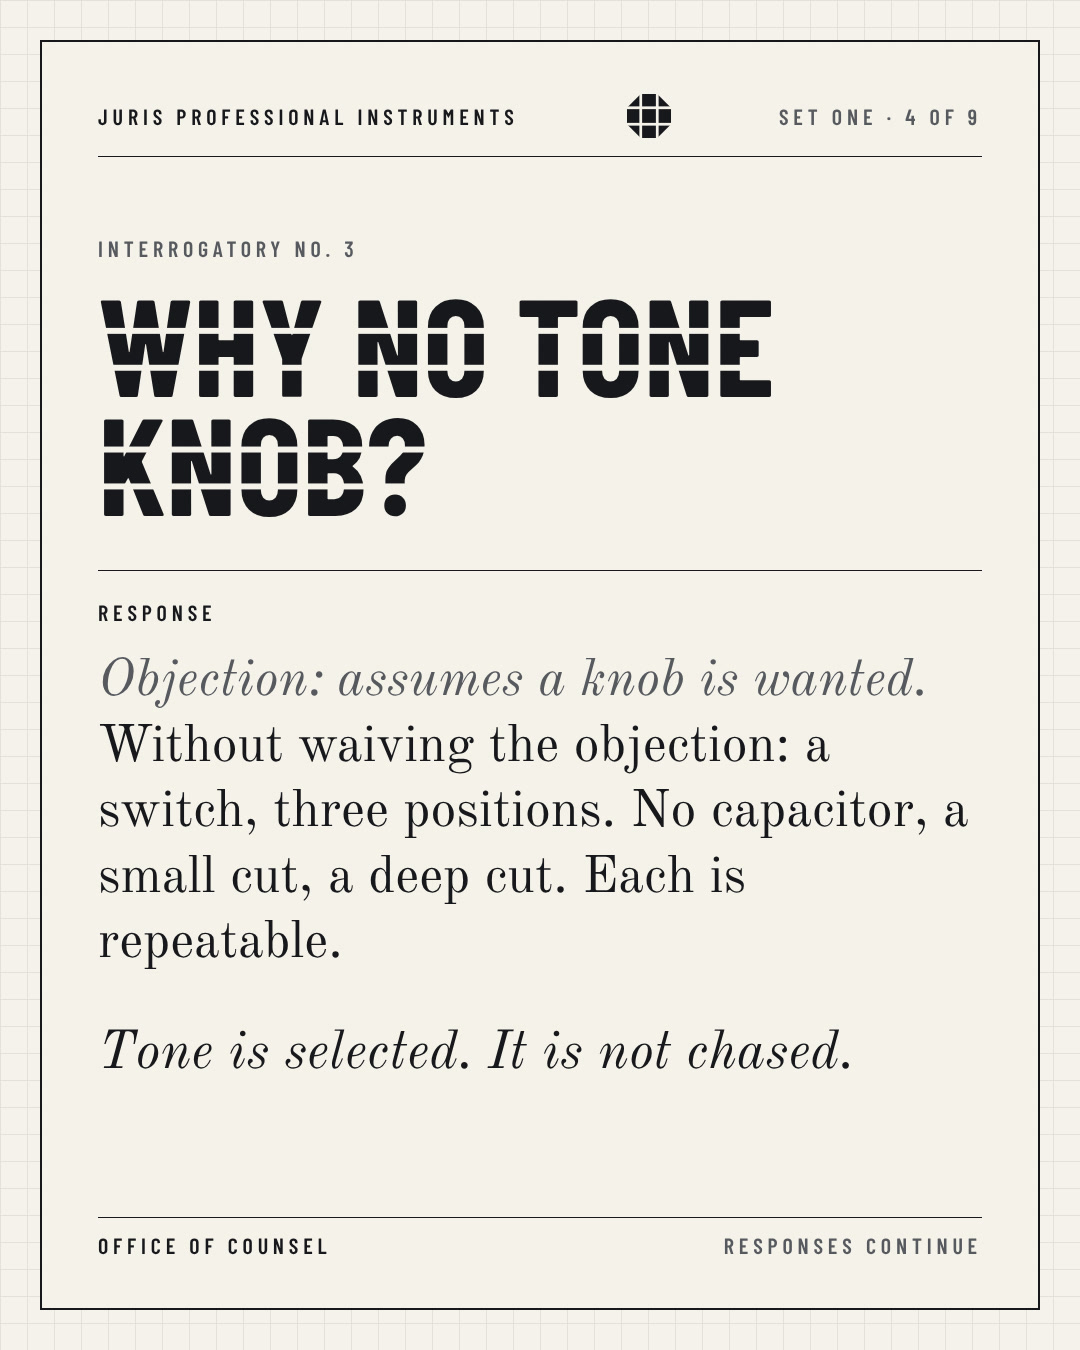 JURIS PROFESSIONAL INSTRUMENTS
SET ONE · 4 OF 9
INTERROGATORY NO. 3
WHY NO TONE
KNOB?
RESPONSE
Objection: assumes a knob is wanted.
Without waiving the objection: a
switch, three positions. No capacitor, a
small cut, a deep cut. Each is
repeatable.
Tone is selected. It is not chased.
OFFICE OF COUNSEL
RESPONSES CONTINUE